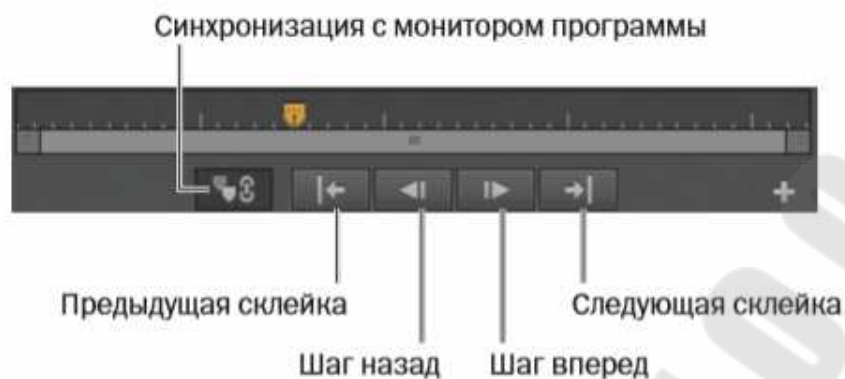 Синхронизация с монитором программы
Предыдущая склейка
Следующая склейка
Шаг назад
Шаг вперед